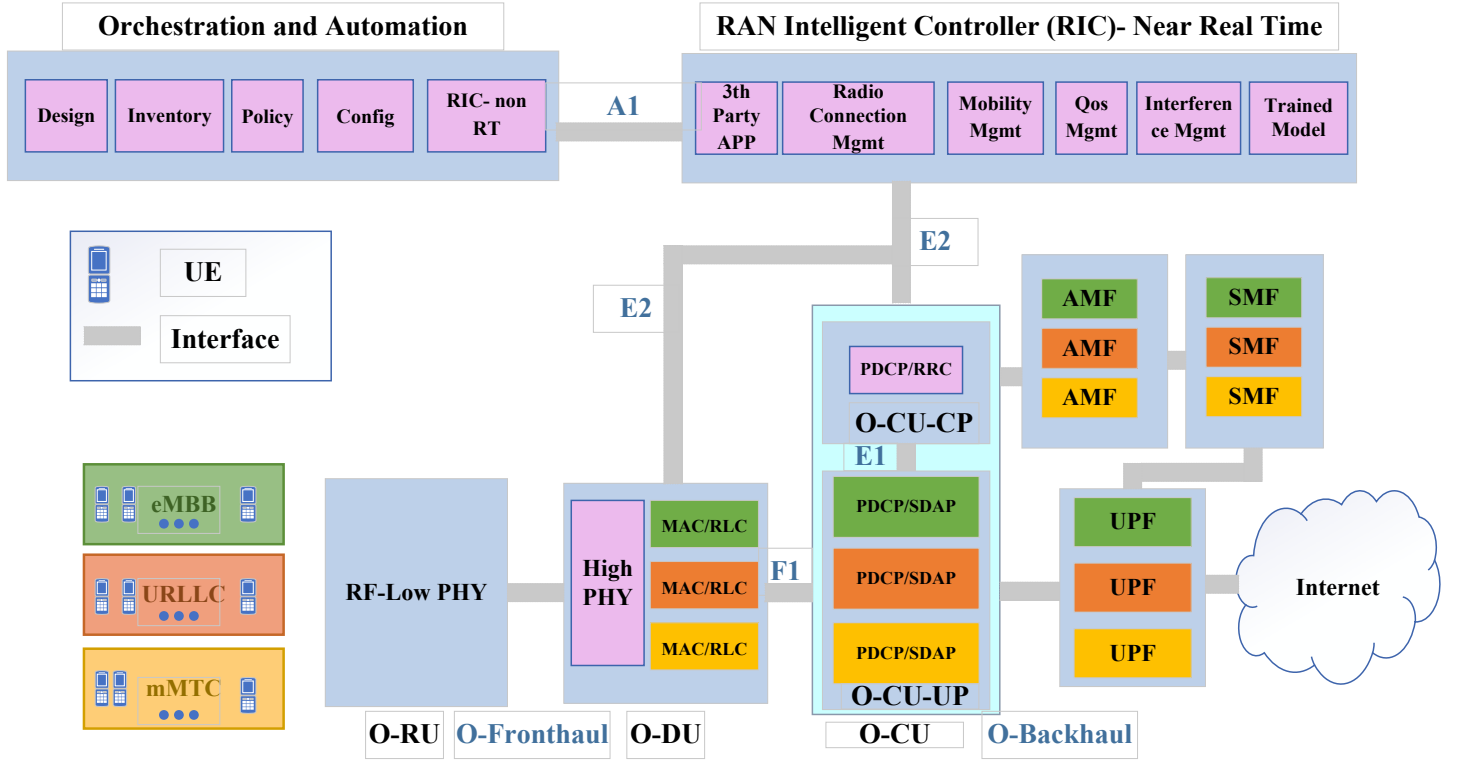 Orchestration and Automation
RAN Intelligent Controller (RIC)- Near Real Time
Design
Inventory
Policy
Config
RIC- non
RT
A1
3th
Party
APP
Radio
Connection
Mgmt
Mobility
Mgmt
Qos
Mgmt
Interferen
ce Mgmt
Trained
Model
UE
Interface
E2
E2
AMF
AMF
AMF
SMF
SMF
SMF
PDCP/RRC
O-CU-CP
E1
eMBB
URLLC
mMTC
RF-Low PHY
High
PHY
MAC/RLC
MAC/RLC
MAC/RLC
F1
PDCP/SDAP
PDCP/SDAP
PDCP/SDAP
O-CU-UP
UPF
UPF
UPF
Internet
O-RU
O-Fronthaul
O-DU
O-CU
O-Backhaul